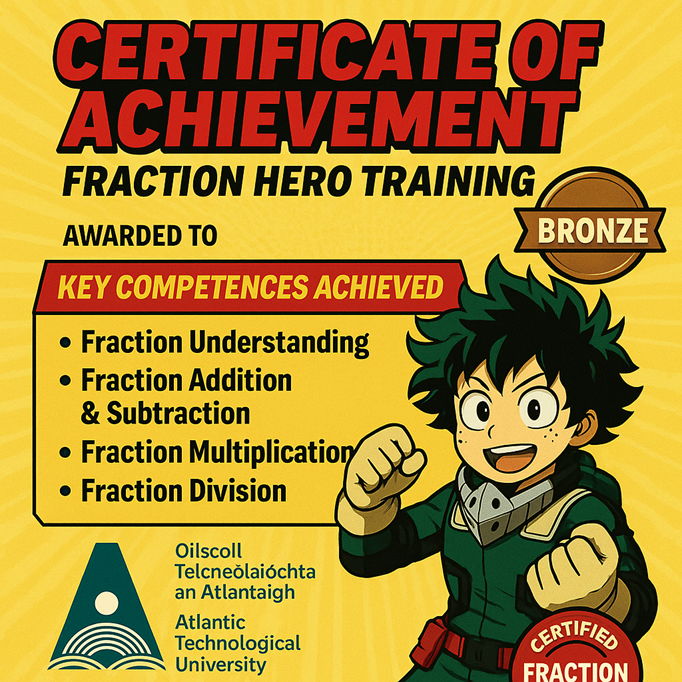 CERTIFICATE OF
ACHIEVEMENT
FRACTION HERO TRAINING
BRONZE
AWARDED TO
KEY COMPETENCES ACHIEVED
• Fraction Understanding
• Fraction Addition
& Subtraction
• Fraction Multiplication
• Fraction Division
Oilscoll
Telcneōlaíochta
an Atlantaigh
Atlantic
Technological
University
CERTIFIED
FRACTION